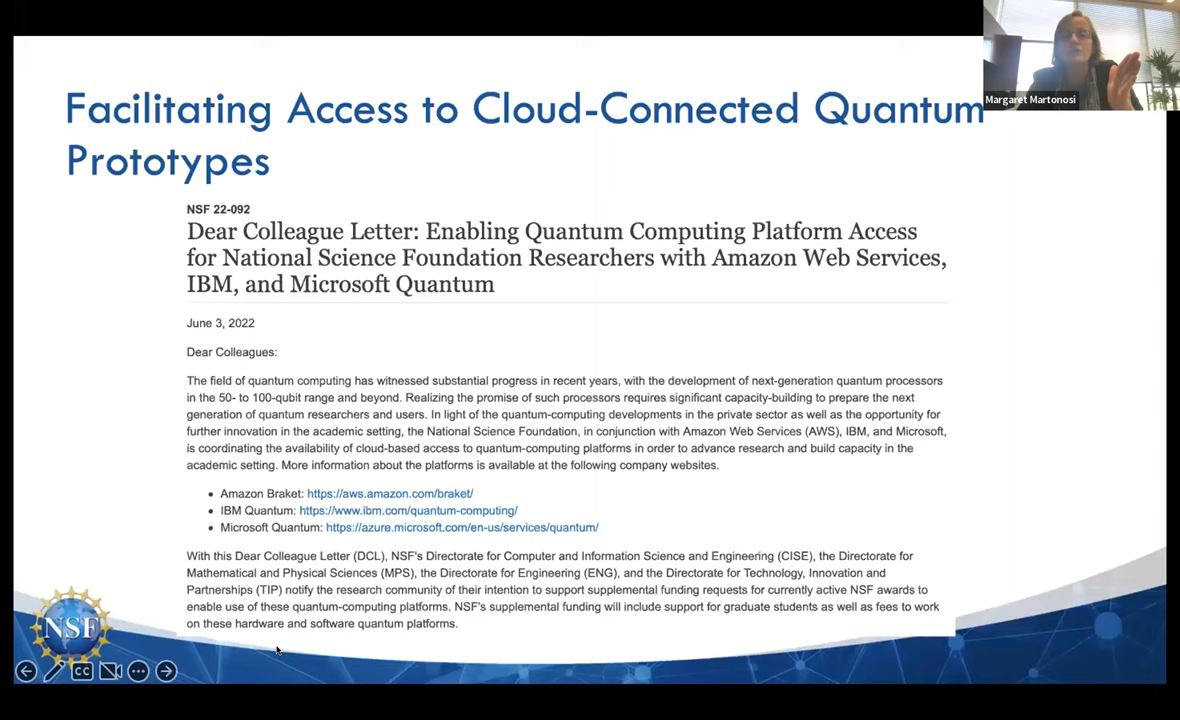 Margaret Martonosi
Facilitating Access to Cloud-Connected Quantum
Prototypes
NSF 22-092
Dear Colleague Letter: Enabling Quantum Computing Platform Access
for National Science Foundation Researchers with Amazon Web Services,
IBM, and Microsoft Quantum
June 3, 2022
Dear Colleagues:
The field of quantum computing has witnessed substantial progress in recent years, with the development of next-generation quantum processors
in the 50- to 100-qubit range and beyond. Realizing the promise of such processors requires significant capacity-building to prepare the next
generation of quantum researchers and users. In light of the quantum-computing developments in the private sector as well as the opportunity for
further innovation in the academic setting, the National Science Foundation, in conjunction with Amazon Web Services (AWS), IBM, and Microsoft,
is coordinating the availability of cloud-based access to quantum-computing platforms in order to advance research and build capacity in the
academic setting. More information about the platforms is available at the following company websites.
• Amazon Braket: https://aws.amazon.com/braket/
• IBM Quantum: https://www.ibm.com/quantum-computing/
• Microsoft Quantum: https://azure.microsoft.com/en-us/services/quantum/
With this Dear Colleague Letter (DCL), NSF's Directorate for Computer and Information Science and Engineering (CISE), the Directorate for
Mathematical and Physical Sciences (MPS), the Directorate for Engineering (ENG), and the Directorate for Technology, Innovation and
Partnerships (TIP) notify the research community of their intention to support supplemental funding requests for currently active NSF awards to
enable use of these quantum-computing platforms. NSF's supplemental funding will include support for graduate students as well as fees to work
on these hardware and software quantum platforms.
NSF
CC